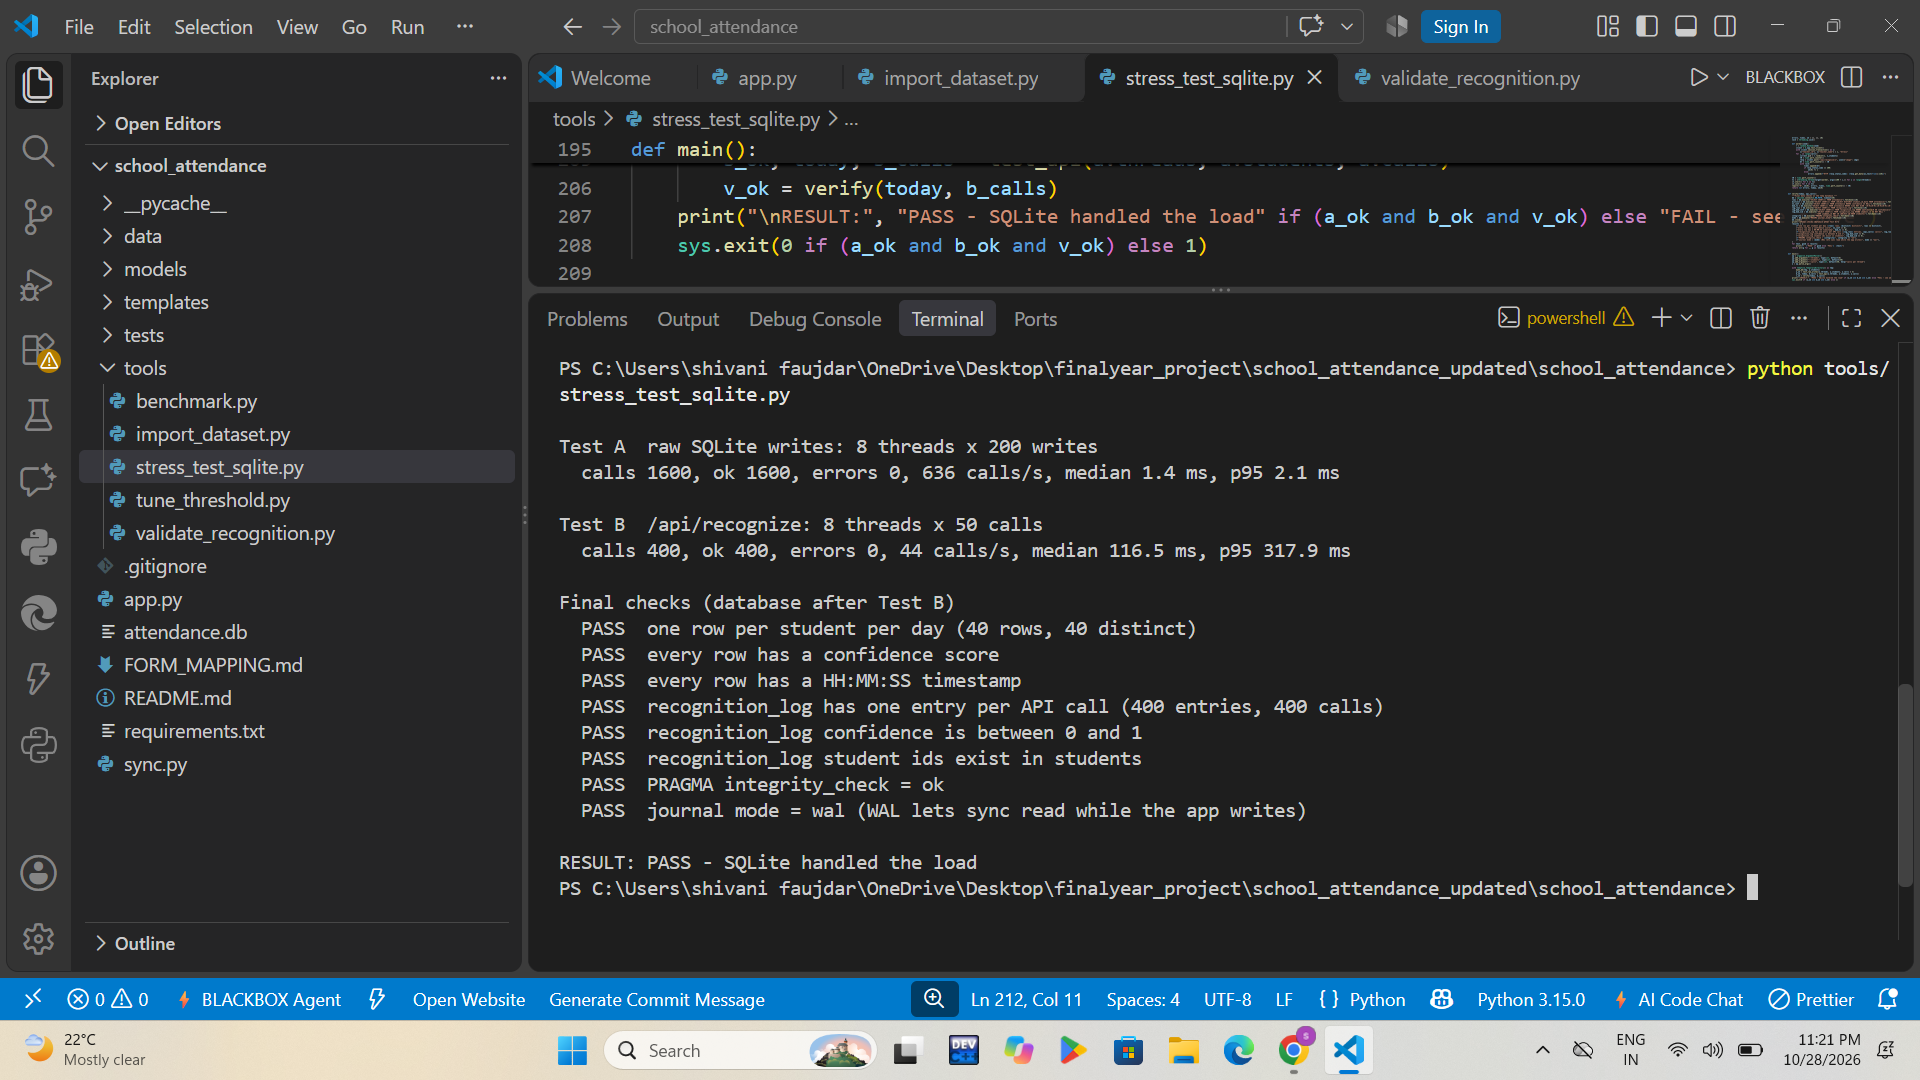 File Edit Selection View Go Run ···
school_attendance
Sign In
Explorer
Open Editors
school_attendance
__pycache__
data
models
templates
tests
tools
benchmark.py
import_dataset.py
stress_test_sqlite.py
tune_threshold.py
validate_recognition.py
.gitignore
app.py
attendance.db
FORM_MAPPING.md
README.md
requirements.txt
sync.py
Outline
Welcome app.py import_dataset.py stress_test_sqlite.py validate_recognition.py BLACKBOX
tools > stress_test_sqlite.py > ...
195 def main():
206 v_ok = verify(today, b_calls)
207 print("\nRESULT:", "PASS - SQLite handled the load" if (a_ok and b_ok and v_ok) else "FAIL - see
208 sys.exit(0 if (a_ok and b_ok and v_ok) else 1)
209
Problems Output Debug Console Terminal Ports
powershell
PS C:\Users\shivani faujdar\OneDrive\Desktop\finalyear_project\school_attendance_updated\school_attendance> python tools/
stress_test_sqlite.py
Test A  raw SQLite writes: 8 threads x 200 writes
calls 1600, ok 1600, errors 0, 636 calls/s, median 1.4 ms, p95 2.1 ms
Test B  /api/recognize: 8 threads x 50 calls
calls 400, ok 400, errors 0, 44 calls/s, median 116.5 ms, p95 317.9 ms
Final checks (database after Test B)
PASS  one row per student per day (40 rows, 40 distinct)
PASS  every row has a confidence score
PASS  every row has a HH:MM:SS timestamp
PASS  recognition_log has one entry per API call (400 entries, 400 calls)
PASS  recognition_log confidence is between 0 and 1
PASS  recognition_log student ids exist in students
PASS  PRAGMA integrity_check = ok
PASS  journal mode = wal (WAL lets sync read while the app writes)
RESULT: PASS - SQLite handled the load
PS C:\Users\shivani faujdar\OneDrive\Desktop\finalyear_project\school_attendance_updated\school_attendance>
0 0 BLACKBOX Agent Open Website Generate Commit Message Ln 212, Col 11 Spaces: 4 UTF-8 LF { } Python Python 3.15.0 AI Code Chat Prettier
22°C
Mostly clear
Search
DEV
S
ENG
IN
11:21 PM
10/28/2026